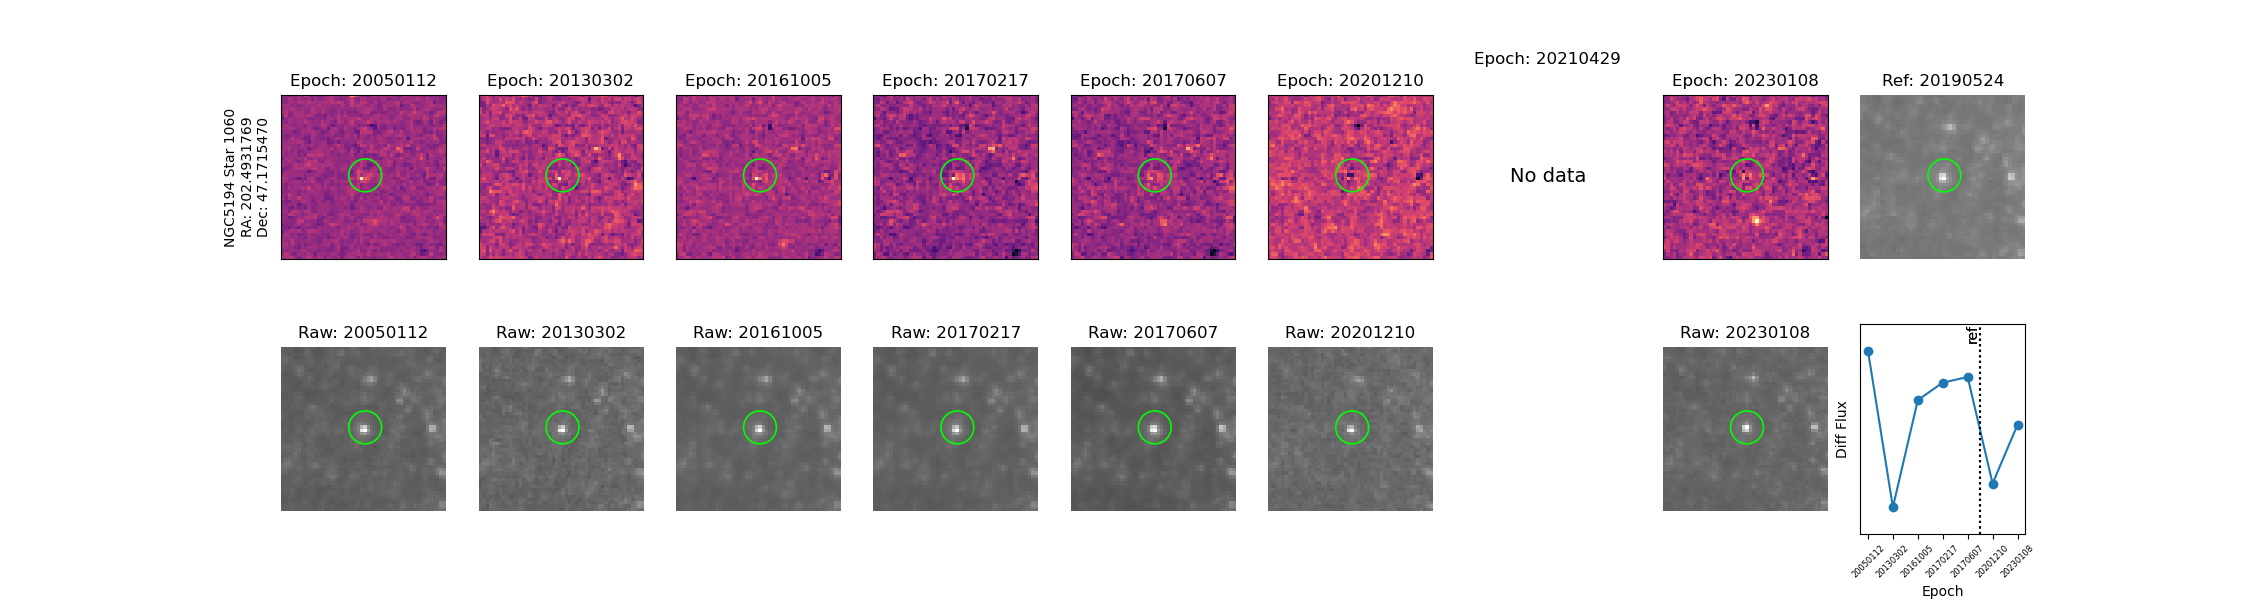 Epoch: 20210429
Epoch: 20050112
Epoch: 20130302
Epoch: 20161005
Epoch: 20170217
Epoch: 20170607
Epoch: 20201210
Epoch: 20230108
Ref: 20190524
NGC5194 Star 1060
RA: 202.4931769
Dec: 47.1715470
No data
Raw: 20050112
Raw: 20130302
Raw: 20161005
Raw: 20170217
Raw: 20170607
Raw: 20201210
Raw: 20230108
ref
Diff Flux
20050112
20130302
20161005
20170217
20170607
20201210
20230108
Epoch